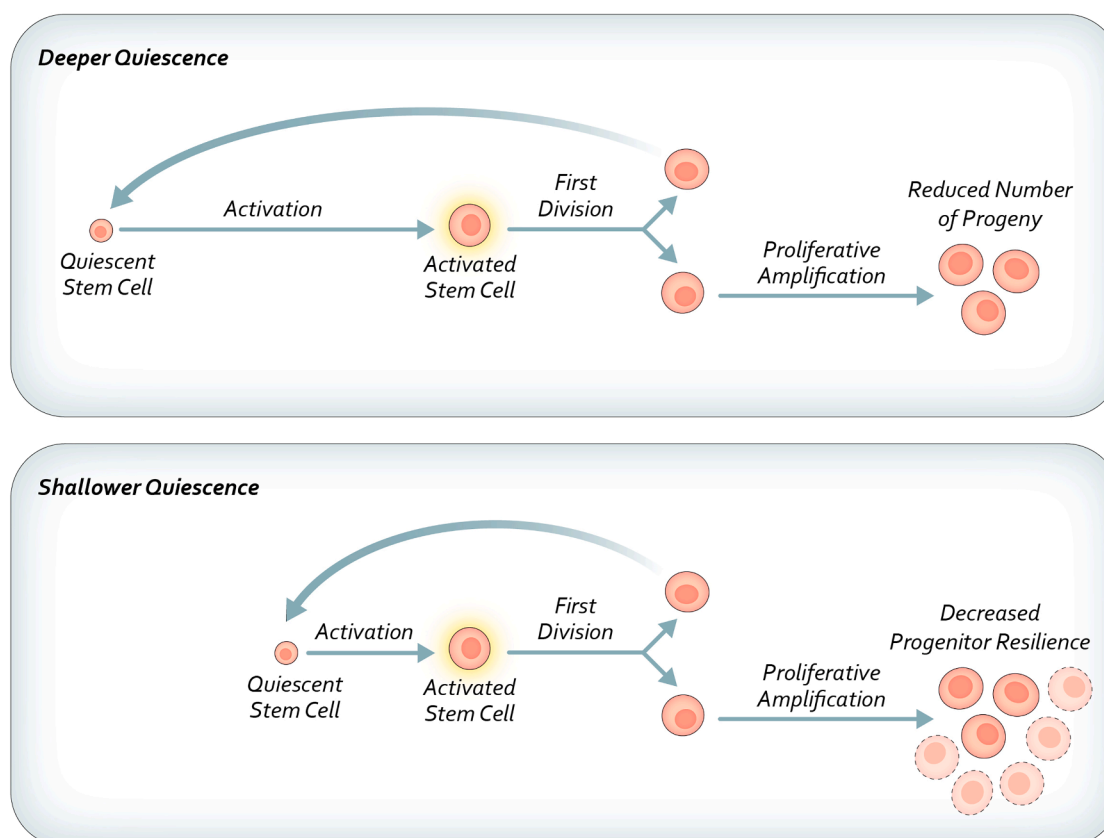 Deeper Quiescence
First
Division
Activation
Reduced Number
of Progeny
Proliferative
Amplification
Quiescent
Stem Cell
Activated
Stem Cell
Shallower Quiescence
First
Division
Activation
Decreased
Progenitor Resilience
Proliferative
Amplification
Quiescent
Stem Cell
Activated
Stem Cell